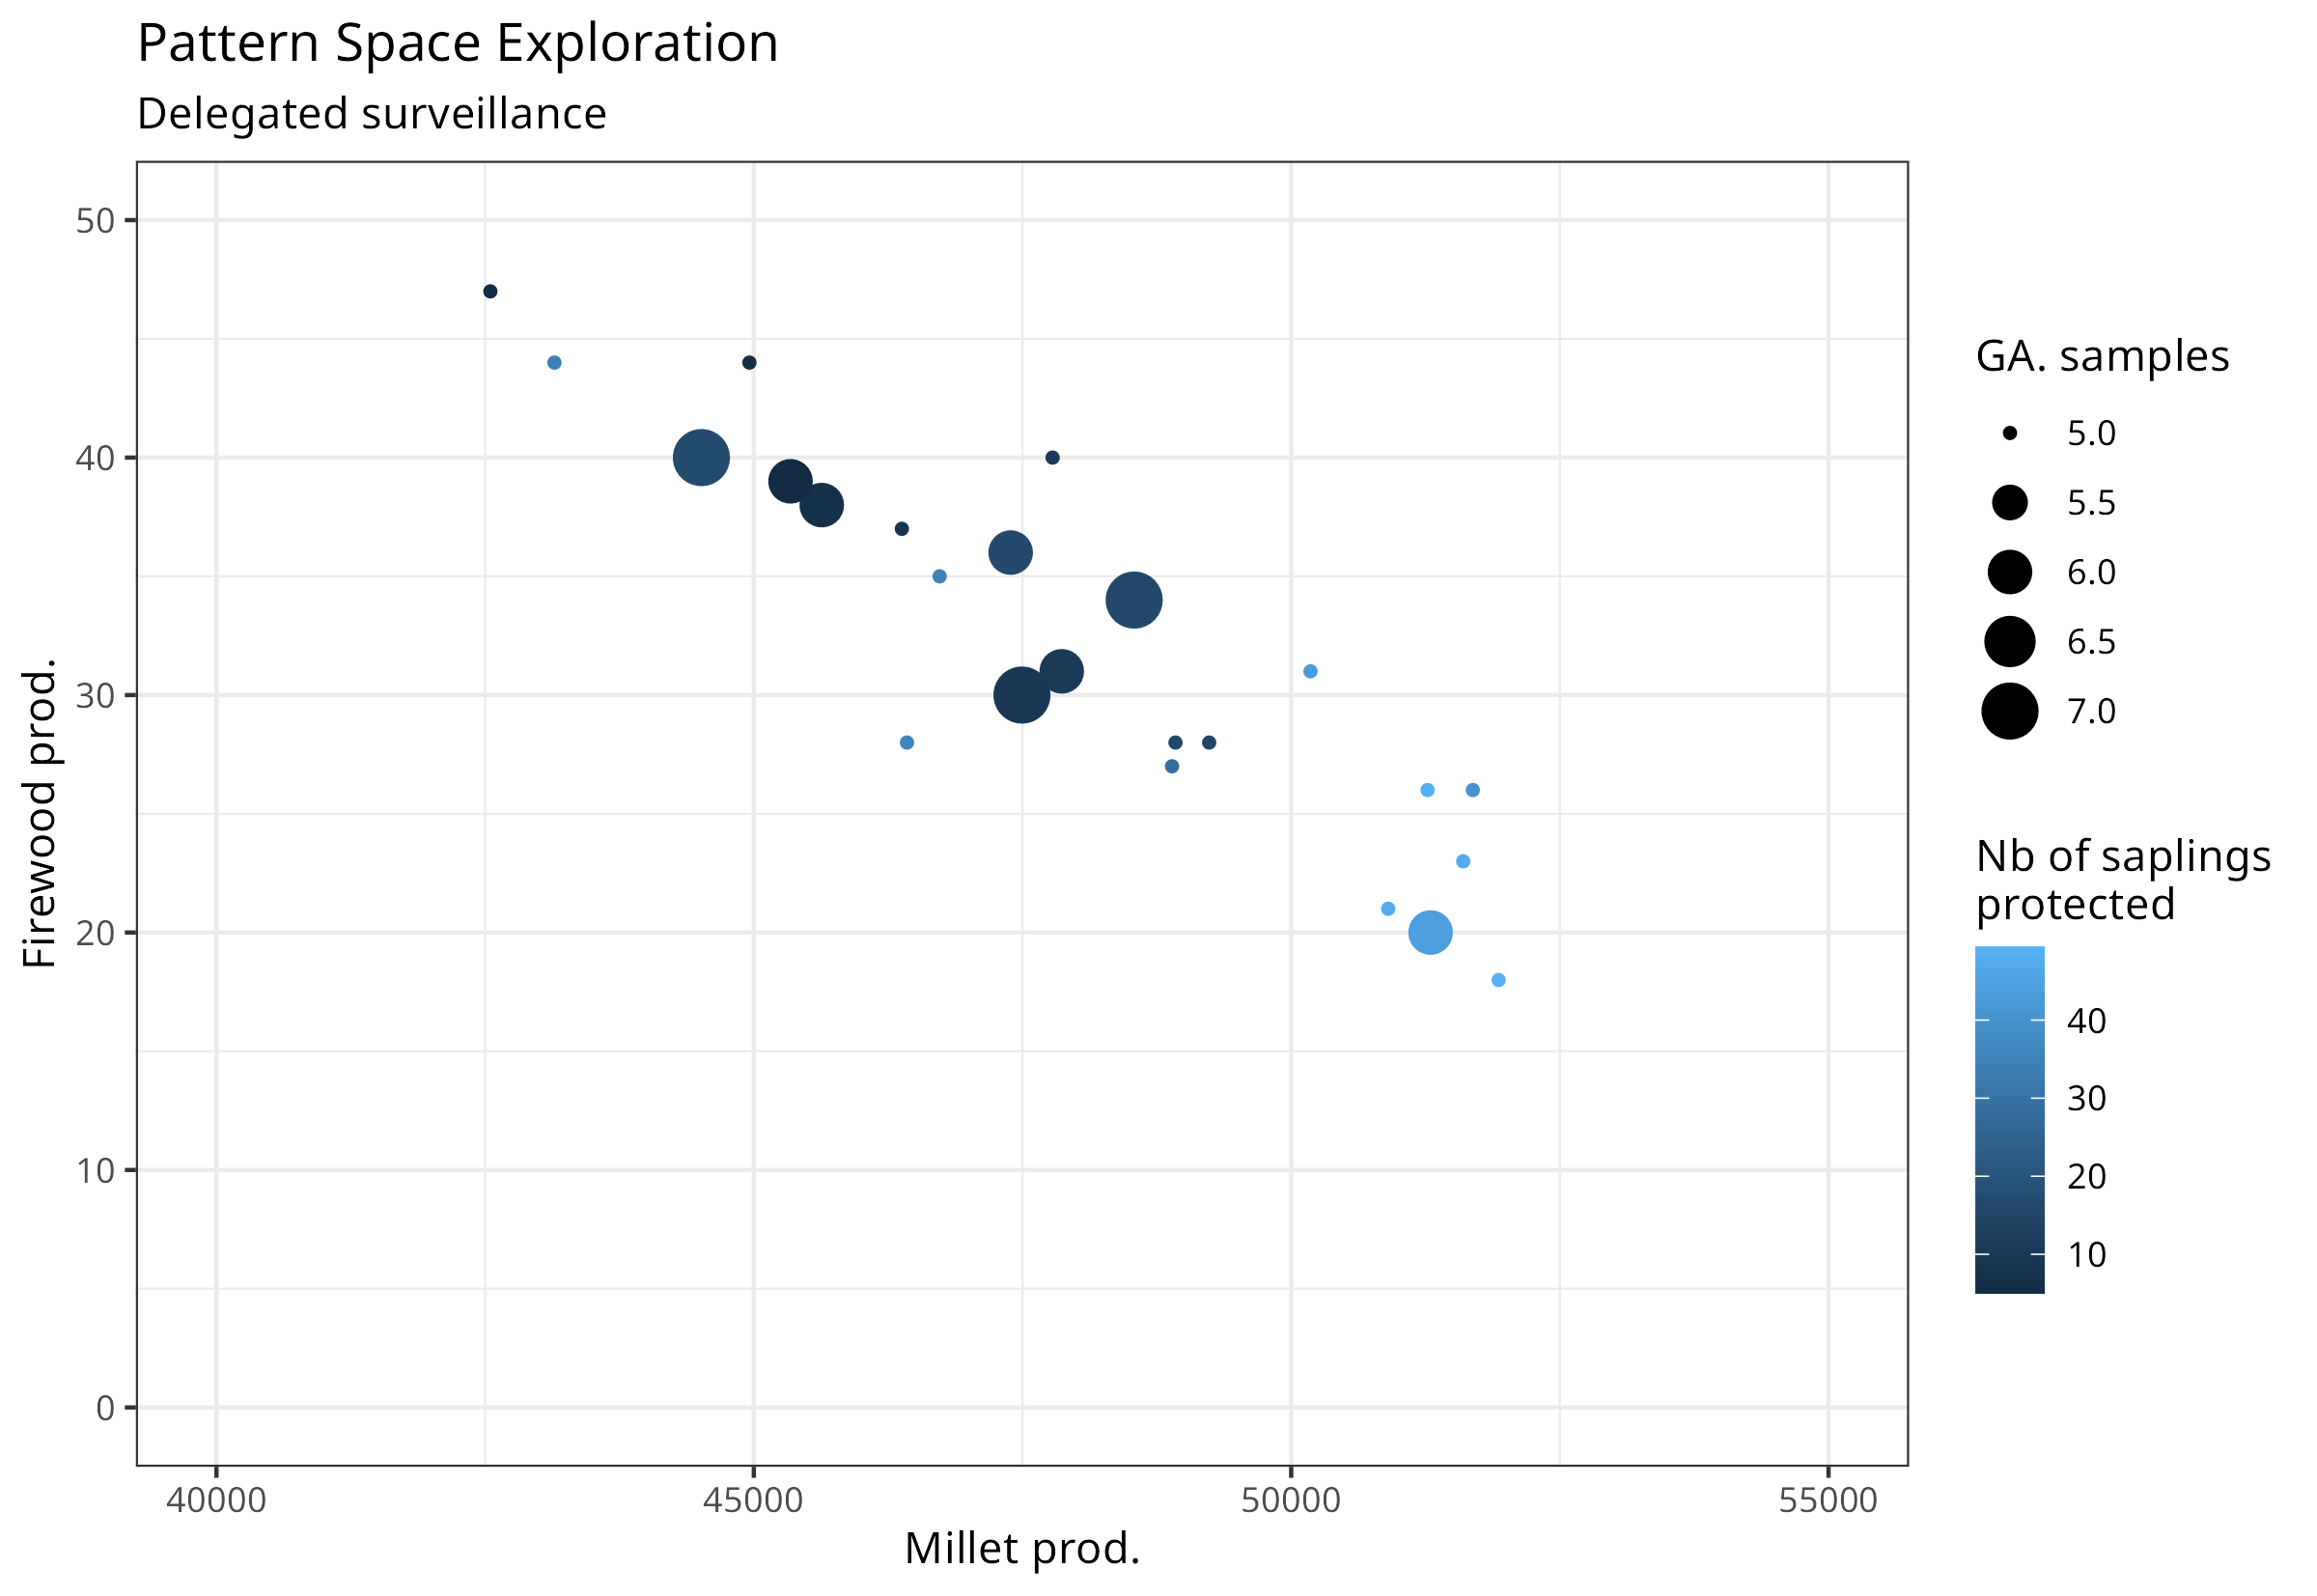 Pattern Space Exploration
Delegated surveillance
50
40
30
20
10
0
Firewood prod.
40000
45000
50000
55000
Millet prod.
GA. samples
5.0
5.5
6.0
6.5
7.0
Nb of saplings
protected
40
30
20
10